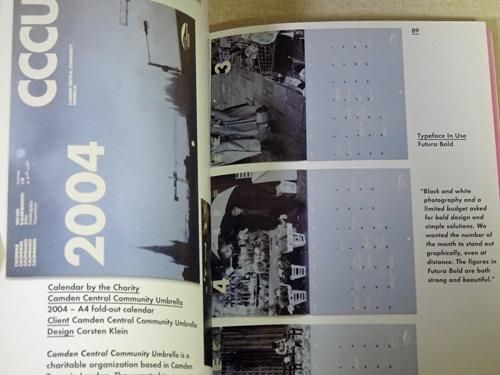 CCCU
CAMDEN CENTRAL COMMUNITY
UMBRELLA
2004
Calendar by the Charity
Camden Central Community Umbrella
2004 – A4 fold-out calendar
Client Camden Central Community Umbrella
Design Carsten Klein
Camden Central Community Umbrella is a
charitable organization based in Camden
89
3
4
Typeface In Use
Futura Bold
"Black and white
photography and a
limited budget asked
for bold design and
simple solutions. We
wanted the number of
the month to stand out
graphically, even at
distance. The figures in
Futura Bold are both
strong and beautiful."